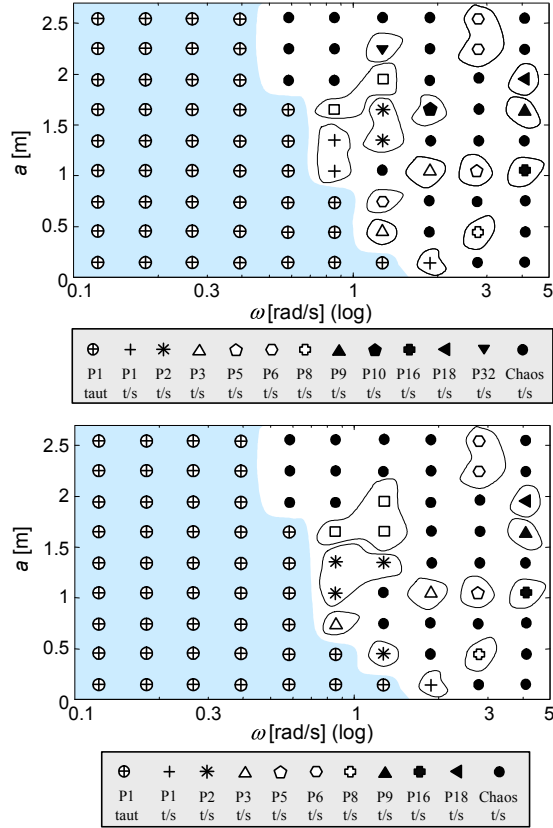 2.5
2
1.5
1
0.5
0
a [m]
0.1 0.3 1 3 5
ω [rad/s] (log)
P1 P1 P2 P3 P5 P6 P8 P9 P10 P16 P18 P32 Chaos
taut t/s t/s t/s t/s t/s t/s t/s t/s t/s t/s t/s t/s
2.5
2
1.5
1
0.5
0
a [m]
0.1 0.3 1 3 5
ω [rad/s] (log)
P1 P1 P2 P3 P5 P6 P8 P9 P16 P18 Chaos
taut t/s t/s t/s t/s t/s t/s t/s t/s t/s t/s